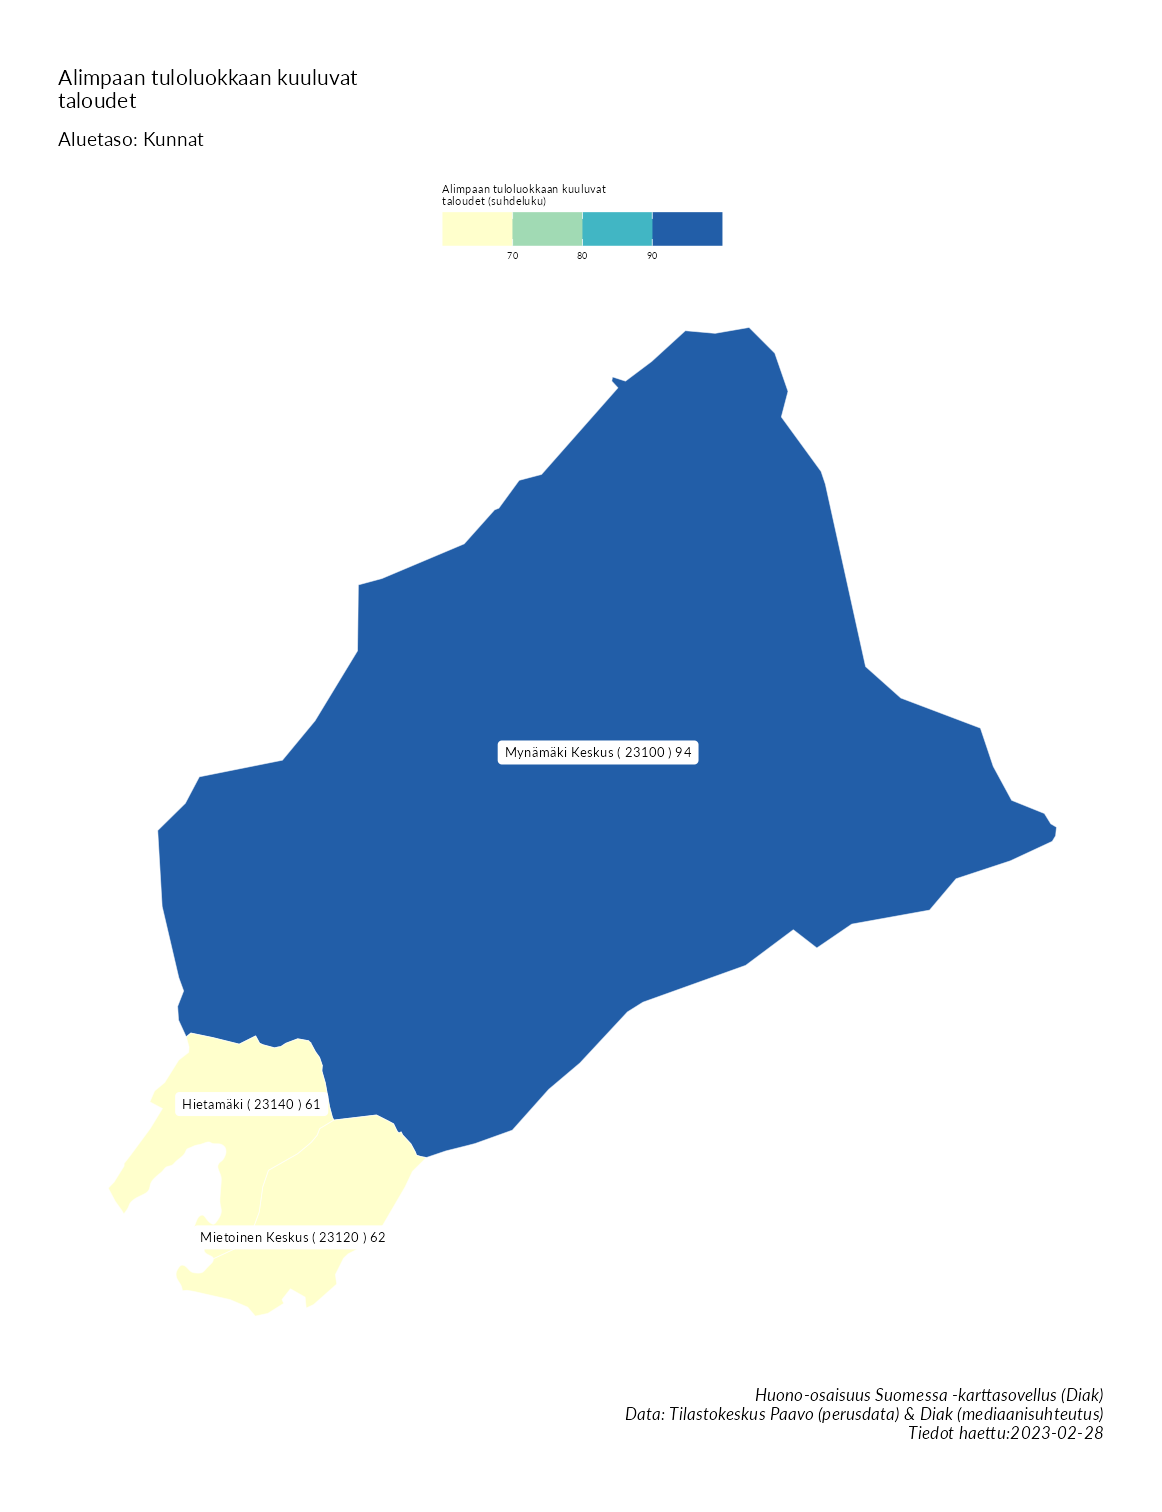 Alimpaan tuloluokkaan kuuluvat
taloudet
Aluetaso: Kunnat
Alimpaan tuloluokkaan kuuluvat
taloudet (suhdeluku)
70 80 90
Mynämäki Keskus ( 23100 ) 94
Hietamäki ( 23140 ) 61
Mietoinen Keskus ( 23120 ) 62
Huono-osaisuus Suomessa -karttasovellus (Diak)
Data: Tilastokeskus Paavo (perusdata) & Diak (mediaanisuhteutus)
Tiedot haettu:2023-02-28